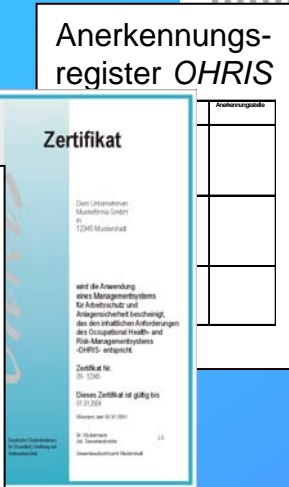 Anerkennungs-
register OHRIS
Anerkennungsstelle
Zertifikat
Dem Unternehmen
Musterfirma GmbH
in
12345 Musterstadt
wird die Anwendung
eines Managementsystems
für Arbeitsschutz und
Anlagensicherheit bescheinigt,
das den inhaltlichen Anforderungen
des Occupational Health- and
Risk-Managementsystems
-OHRIS- entspricht.
Zertifikat Nr.
09 - 12345
Dieses Zertifikat ist gültig bis
Gewerbeaufsichtsamt Musterstadt